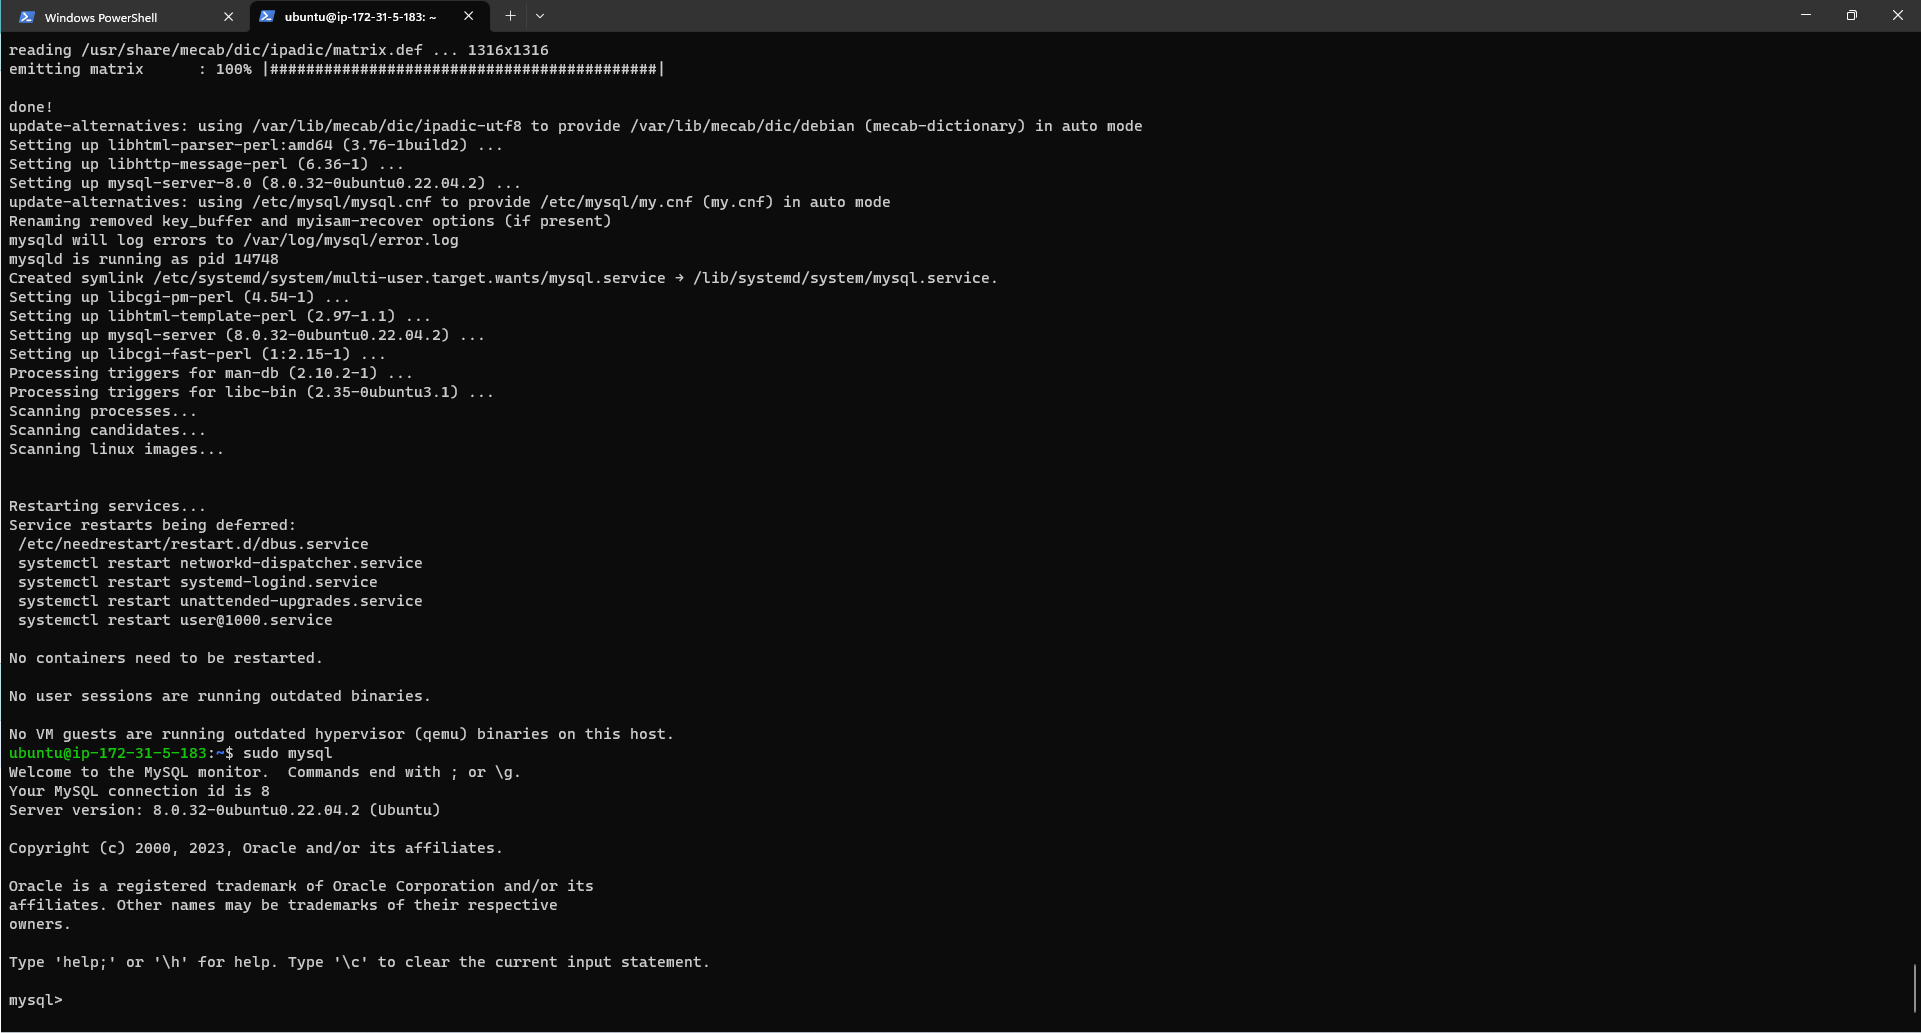 Windows PowerShell
ubuntu@ip-172-31-5-183: ~
reading /usr/share/mecab/dic/ipadic/matrix.def ... 1316x1316
emitting matrix      : 100% |###########################################|

done!
update-alternatives: using /var/lib/mecab/dic/ipadic-utf8 to provide /var/lib/mecab/dic/debian (mecab-dictionary) in auto mode
Setting up libhtml-parser-perl:amd64 (3.76-1build2) ...
Setting up libhttp-message-perl (6.36-1) ...
Setting up mysql-server-8.0 (8.0.32-0ubuntu0.22.04.2) ...
update-alternatives: using /etc/mysql/mysql.cnf to provide /etc/mysql/my.cnf (my.cnf) in auto mode
Renaming removed key_buffer and myisam-recover options (if present)
mysqld will log errors to /var/log/mysql/error.log
mysqld is running as pid 14748
Created symlink /etc/systemd/system/multi-user.target.wants/mysql.service → /lib/systemd/system/mysql.service.
Setting up libcgi-pm-perl (4.54-1) ...
Setting up libhtml-template-perl (2.97-1.1) ...
Setting up mysql-server (8.0.32-0ubuntu0.22.04.2) ...
Setting up libcgi-fast-perl (1:2.15-1) ...
Processing triggers for man-db (2.10.2-1) ...
Processing triggers for libc-bin (2.35-0ubuntu3.1) ...
Scanning processes...
Scanning candidates...
Scanning linux images...

Restarting services...
Service restarts being deferred:
 /etc/needrestart/restart.d/dbus.service
 systemctl restart networkd-dispatcher.service
 systemctl restart systemd-logind.service
 systemctl restart unattended-upgrades.service
 systemctl restart user@1000.service

No containers need to be restarted.

No user sessions are running outdated binaries.

No VM guests are running outdated hypervisor (qemu) binaries on this host.
ubuntu@ip-172-31-5-183:~$ sudo mysql
Welcome to the MySQL monitor.  Commands end with ; or \g.
Your MySQL connection id is 8
Server version: 8.0.32-0ubuntu0.22.04.2 (Ubuntu)

Copyright (c) 2000, 2023, Oracle and/or its affiliates.

Oracle is a registered trademark of Oracle Corporation and/or its
affiliates. Other names may be trademarks of their respective
owners.

Type 'help;' or '\h' for help. Type '\c' to clear the current input statement.

mysql>